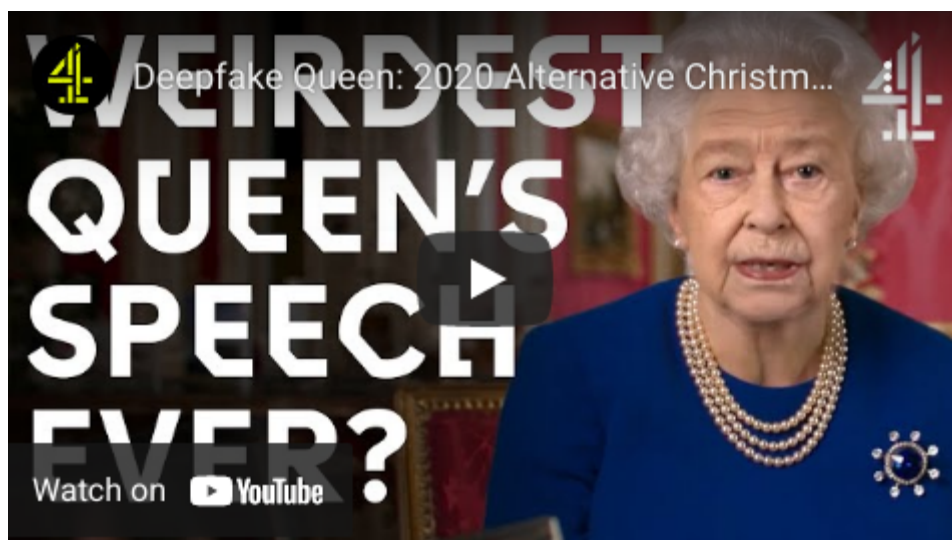 WEIRDEST
Deepfake Queen: 2020 Alternative Christm...
QUEEN'S
SPEECH
EVER?
Watch on YouTube